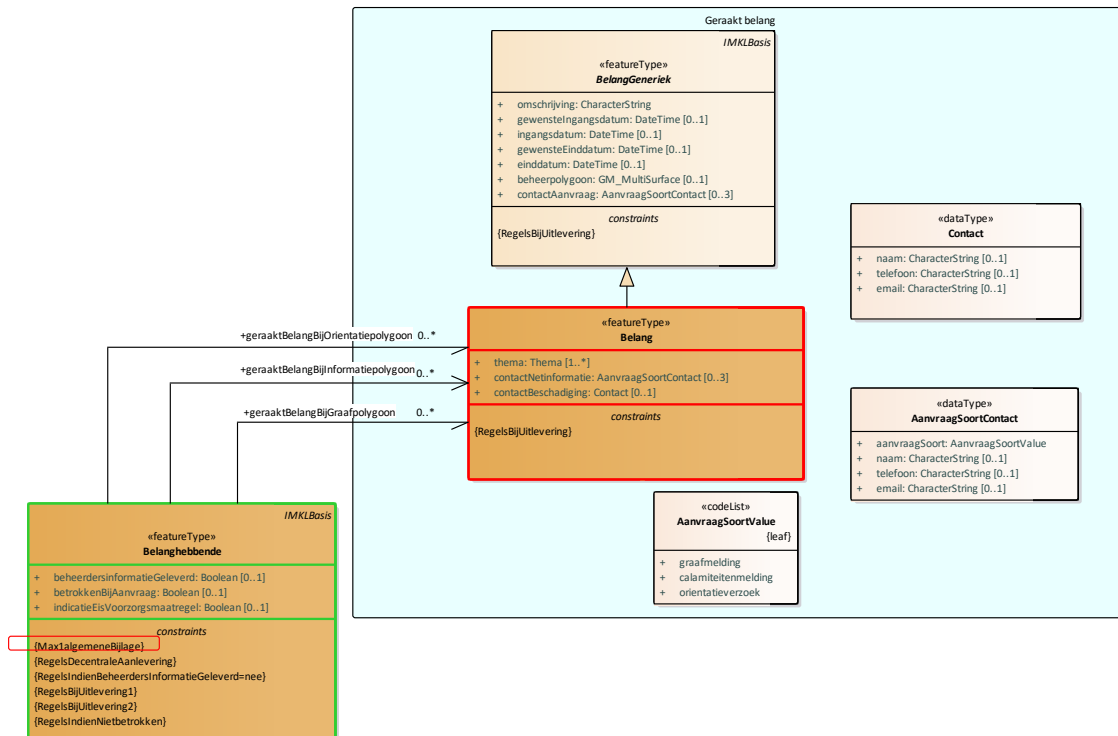 Geraakt belang
IMKLBasis
«featureType»
BelangGeneriek
+ omschrijving: CharacterString
+ gewensteIngangsdatum: DateTime [0..1]
+ ingangsdatum: DateTime [0..1]
+ gewensteEinddatum: DateTime [0..1]
+ einddatum: DateTime [0..1]
+ beheerpolygoon: GM_MultiSurface [0..1]
+ contactAanvraag: AanvraagSoortContact [0..3]
constraints
{RegelsBijUitlevering}
«dataType»
Contact
+ naam: CharacterString [0..1]
+ telefoon: CharacterString [0..1]
+ email: CharacterString [0..1]
«featureType»
Belang
+ thema: Thema [1..*]
+ contactNetinformatie: AanvraagSoortContact [0..3]
+ contactBeschadiging: Contact [0..1]
constraints
{RegelsBijUitlevering}
+geraaktBelangBijOrientatiepolygoon 0..*
+geraaktBelangBijInformatiepolygoon 0..*
+geraaktBelangBijGraafpolygoon 0..*
«dataType»
AanvraagSoortContact
+ aanvraagSoort: AanvraagSoortValue
+ naam: CharacterString [0..1]
+ telefoon: CharacterString [0..1]
+ email: CharacterString [0..1]
«codeList»
AanvraagSoortValue
{leaf}
+ graafmelding
+ calamiteitenmelding
+ orientatieverzoek
IMKLBasis
«featureType»
Belanghebbende
+ beheerdersinformatieGeleverd: Boolean [0..1]
+ betrokkenBijAanvraag: Boolean [0..1]
+ indicatieEisVoorzorgsmaatregel: Boolean [0..1]
constraints
{Max1algemeneBijlage}
{RegelsDecentraleAanlevering}
{RegelsIndienBeheerdersInformatieGeleverd=nee}
{RegelsBijUitlevering1}
{RegelsBijUitlevering2}
{RegelsIndienNietbetrokken}